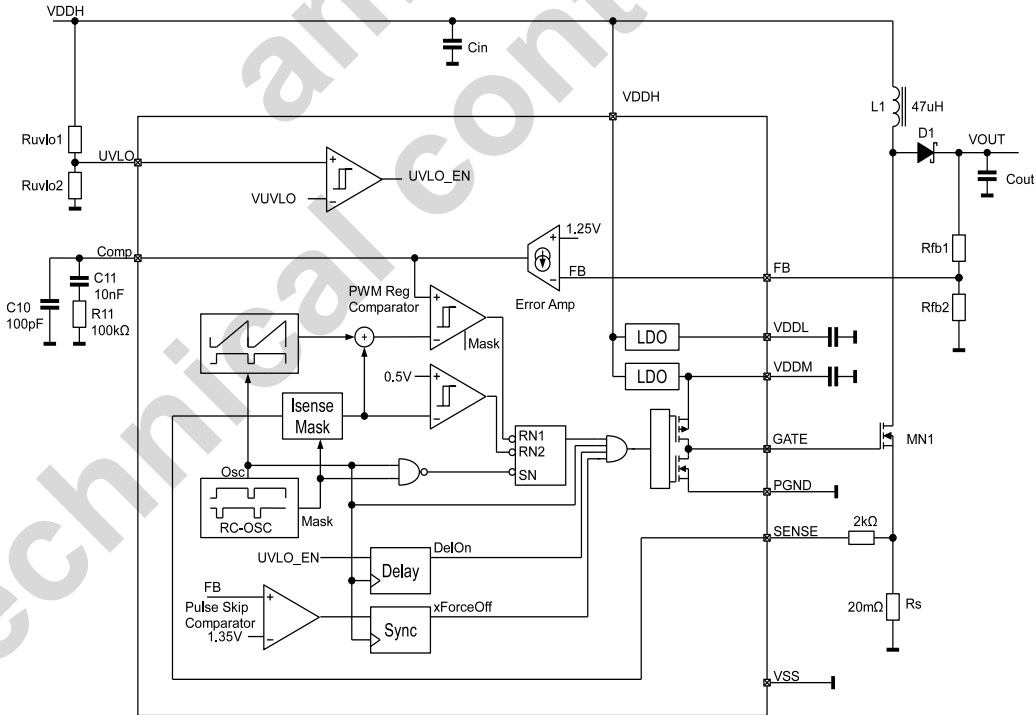 VDDH
Cin
VDDH
L1 47uH
D1
VOUT
Cout
Ruvlo1
UVLO
Ruvlo2
+
−
UVLO_EN
VUVLO
Comp
1.25V
+
−
FB
Error Amp
FB
Rfb1
Rfb2
C11
10nF
C10
100pF
R11
100kΩ
PWM Reg
Comparator
+
−
Mask
+
LDO
VDDL
LDO
VDDM
0.5V
+
−
Isense
Mask
RN1
RN2
SN
GATE
MN1
Osc
RC-OSC
Mask
PGND
SENSE
2kΩ
UVLO_EN
Delay
DelOn
FB
Pulse Skip
Comparator
1.35V
+
−
Sync
xForceOff
20mΩ Rs
VSS
am
technical cont